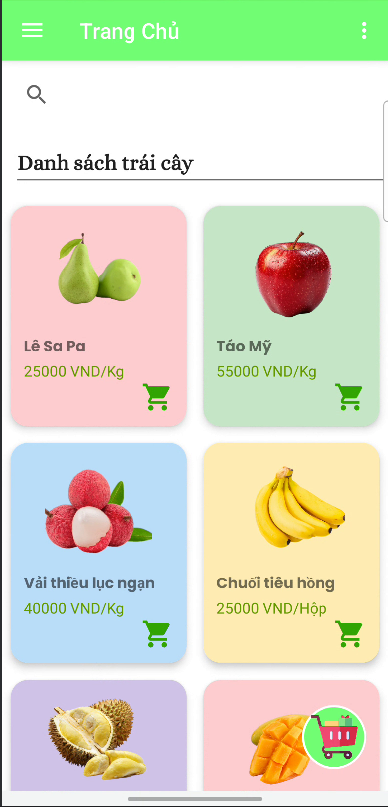 Trang Chủ
Danh sách trái cây
Lê Sa Pa
25000 VND/Kg
Táo Mỹ
55000 VND/Kg
Vải thiều lục ngạn
40000 VND/Kg
Chuối tiêu hồng
25000 VND/Hộp